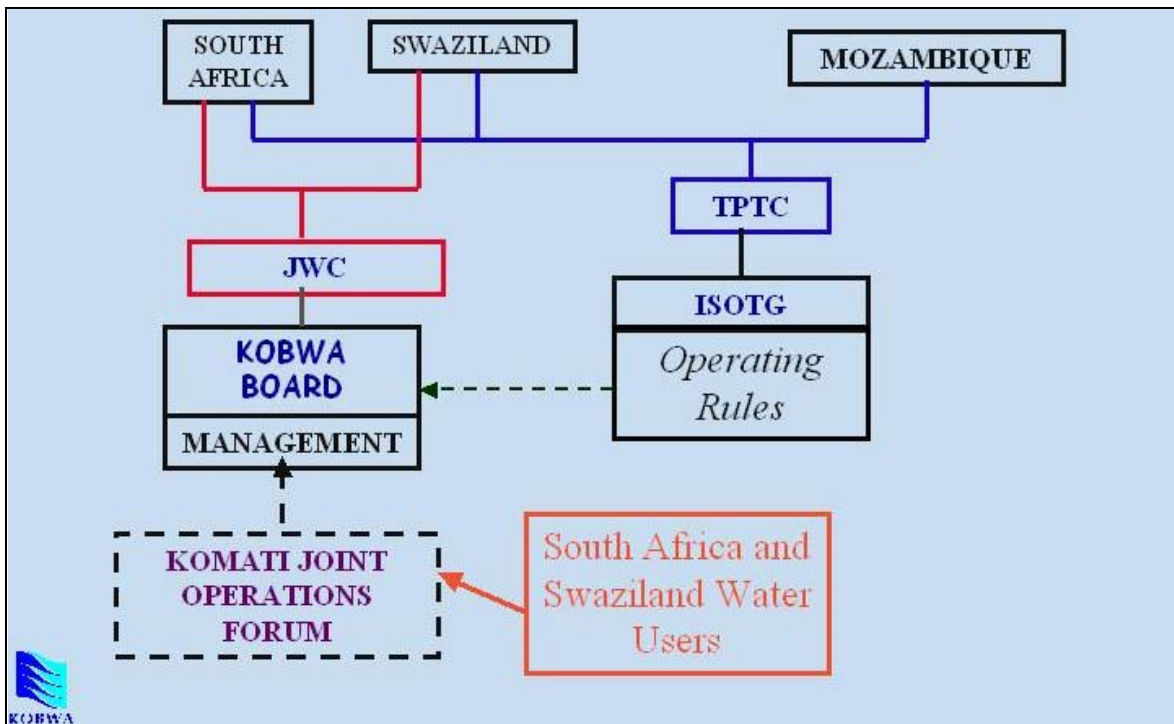 SOUTH
AFRICA
SWAZILAND
MOZAMBIQUE
TPTC
JWC
ISOTG
KOBWA
BOARD
Operating
Rules
MANAGEMENT
KOMATI JOINT
OPERATIONS
FORUM
South Africa and
Swaziland Water
Users
KOBWA